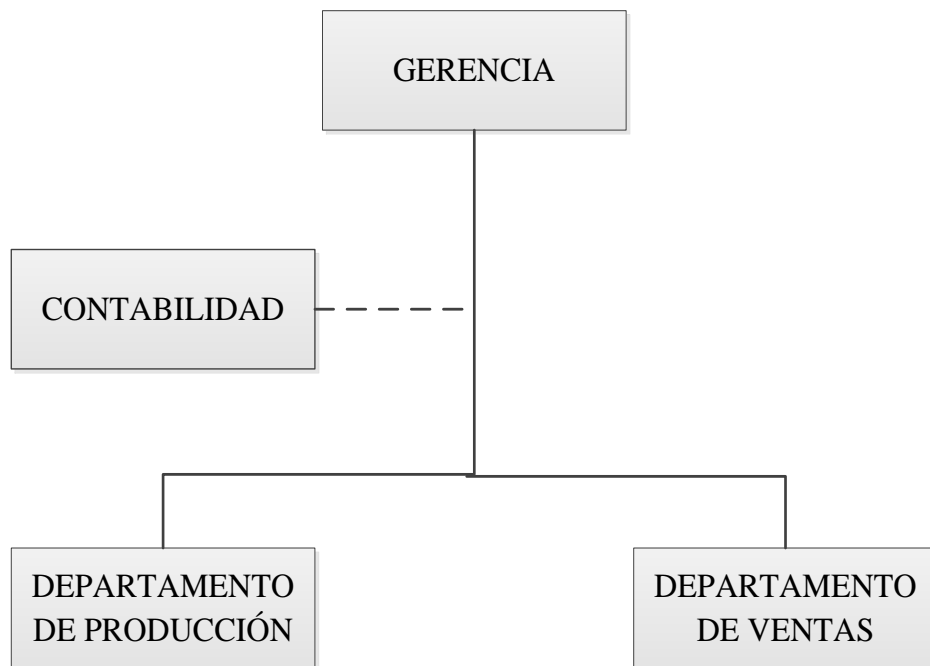 GERENCIA
CONTABILIDAD
DEPARTAMENTO
DE PRODUCCIÓN
DEPARTAMENTO
DE VENTAS